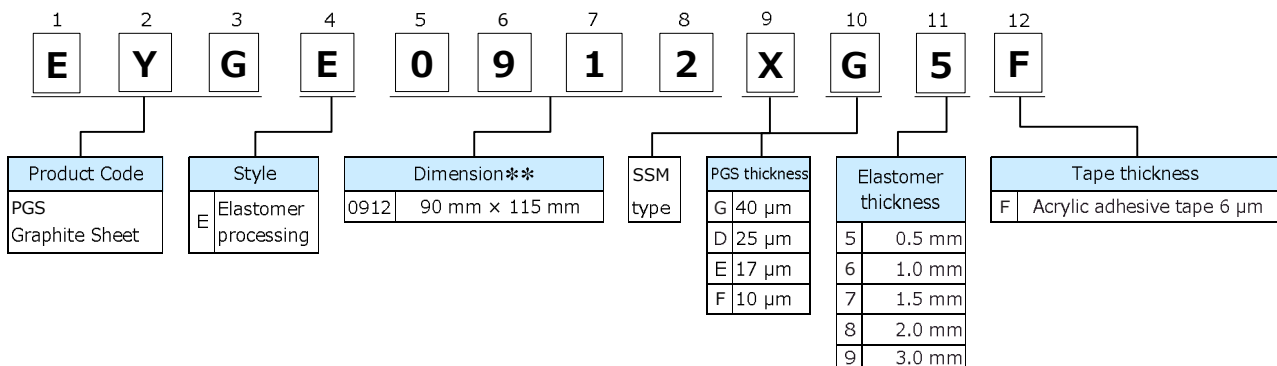 1 2 3 4 5 6 7 8 9 10 11 12
E Y G E 0 9 1 2 X G 5 F
Product Code
PGS
Graphite Sheet
Style
E Elastomer
processing
Dimension**
0912 90 mm × 115 mm
SSM
type
PGS thickness
G 40 μm
D 25 μm
E 17 μm
F 10 μm
Elastomer
thickness
5 0.5 mm
6 1.0 mm
7 1.5 mm
8 2.0 mm
9 3.0 mm
Tape thickness
F Acrylic adhesive tape 6 μm